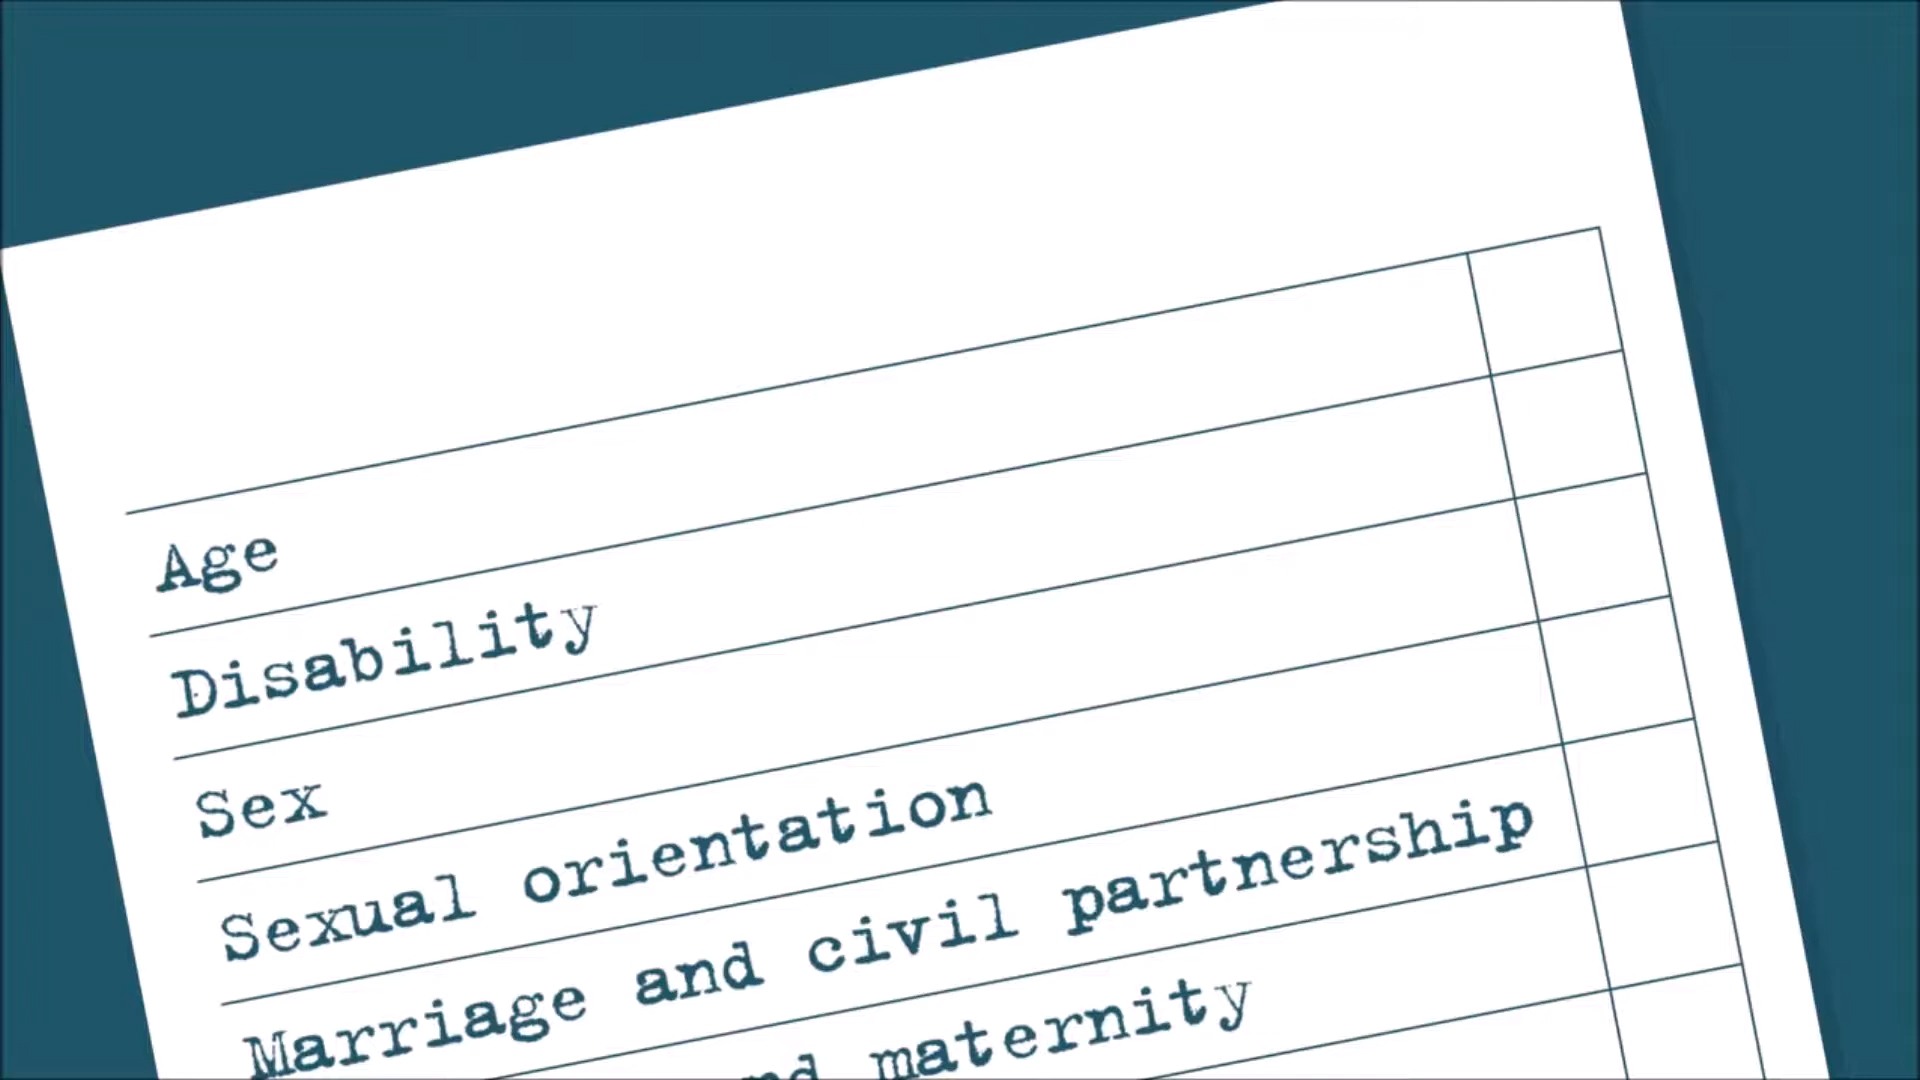 Age
Disability
Sex
Sexual orientation
Marriage and civil partnership
maternity